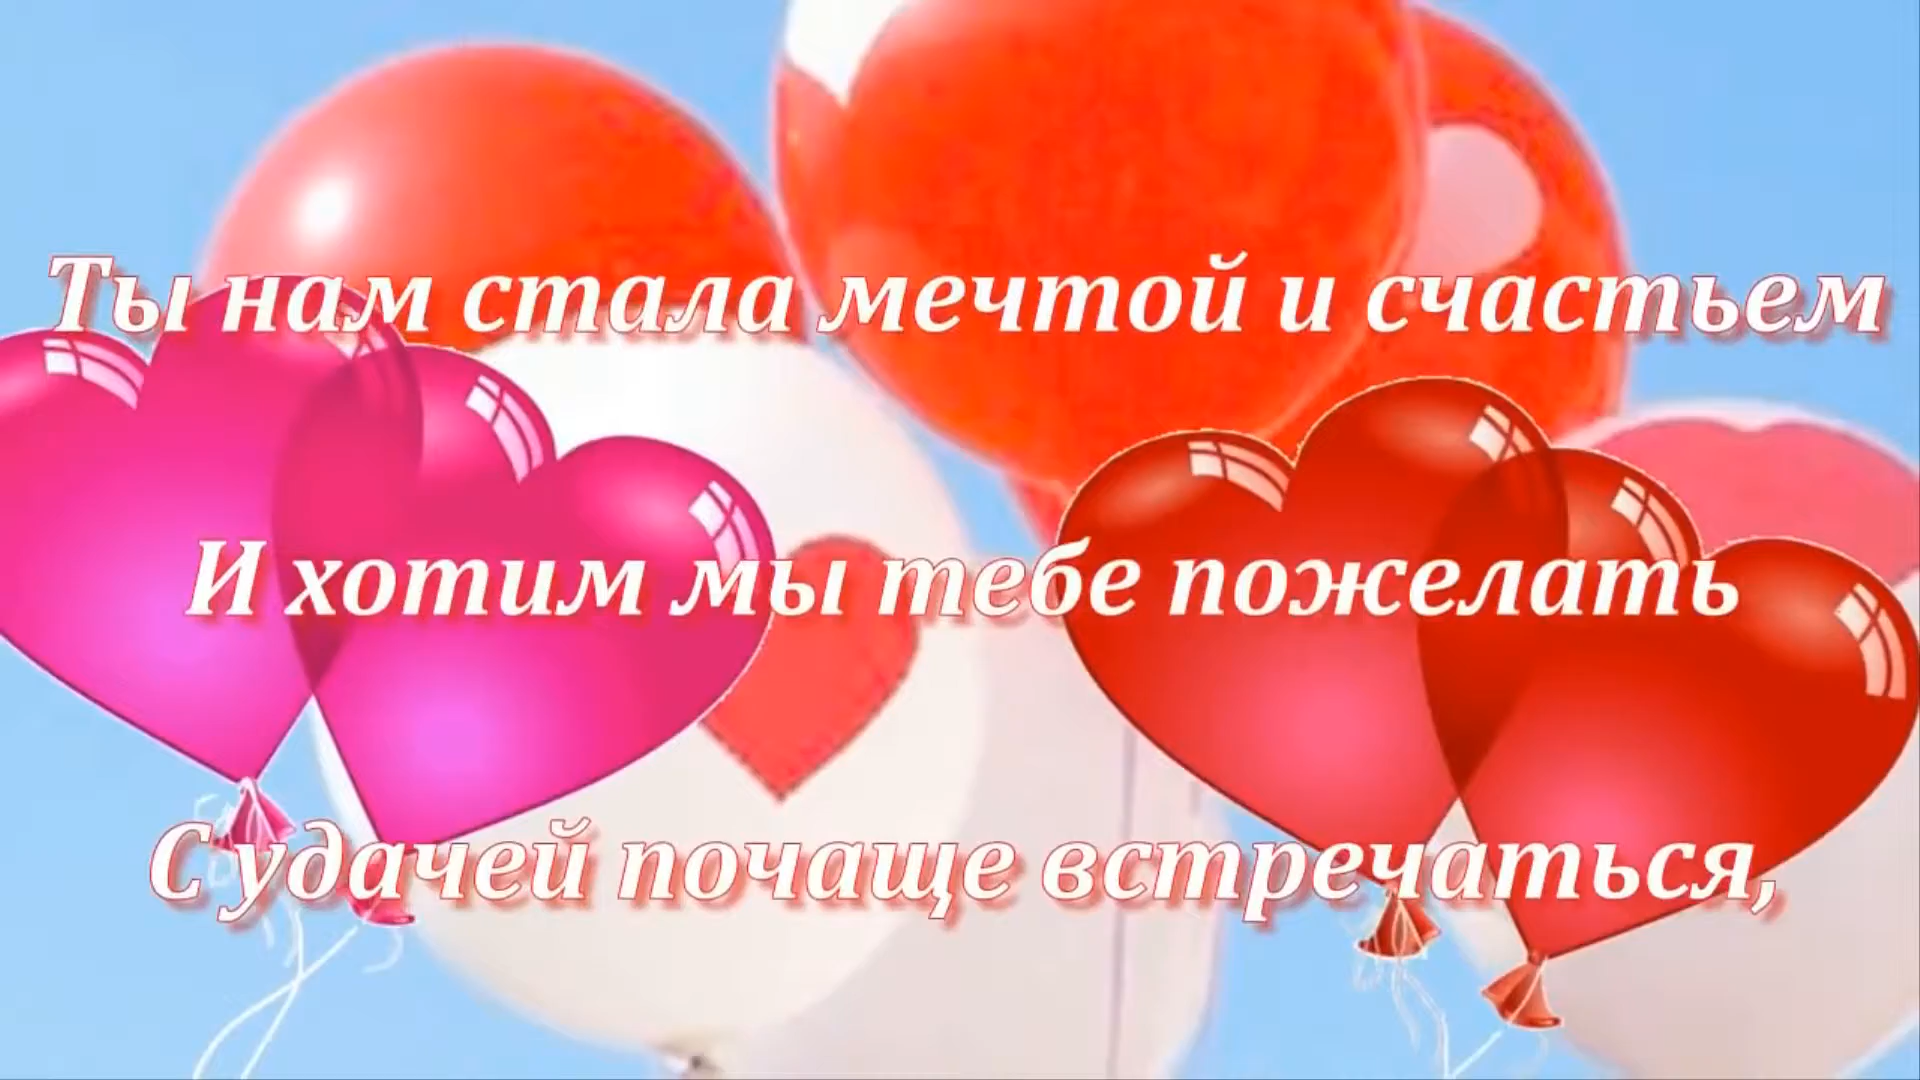 Ты нам стала мечтой и счастьем
И хотим мы тебе пожелать
С удачей почаще встречаться,